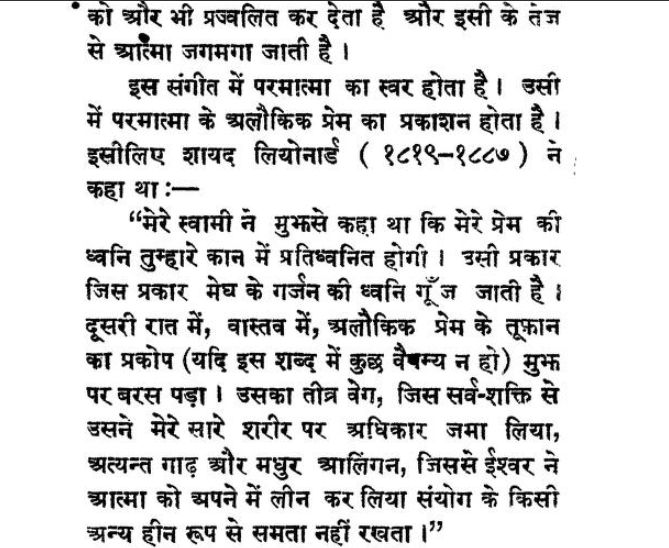 को और भी प्रज्वलित कर देता है और इसी के तेज
से आत्मा जगमगा जाती है ।
इस संगीत में परमात्मा का स्वर होता है । उसी
में परमात्मा के अलौकिक प्रेम का प्रकाशन होता है ।
इसीलिए शायद लियोनार्ड ( १८१९–१८८७ ) ने
कहा था :—
“मेरे स्वामी ने मुझसे कहा था कि मेरे प्रेम की
ध्वनि तुम्हारे कान में प्रतिध्वनित होगी । उसी प्रकार
जिस प्रकार मेघ के गर्जन की ध्वनि गूँज जाती है ।
दूसरी रात में, वास्तव में, अलौकिक प्रेम के तूफ़ान
का प्रकोप (यदि इस शब्द में कुछ वैषम्य न हो) मुझ
पर बरस पड़ा । उसका तीव्र वेग, जिस सर्व-शक्ति से
उसने मेरे सारे शरीर पर अधिकार जमा लिया,
अत्यन्त गाढ़ और मधुर आलिंगन, जिससे ईश्वर ने
आत्मा को अपने में लीन कर लिया संयोग के किसी
अन्य हीन रूप से समता नहीं रखता ।”